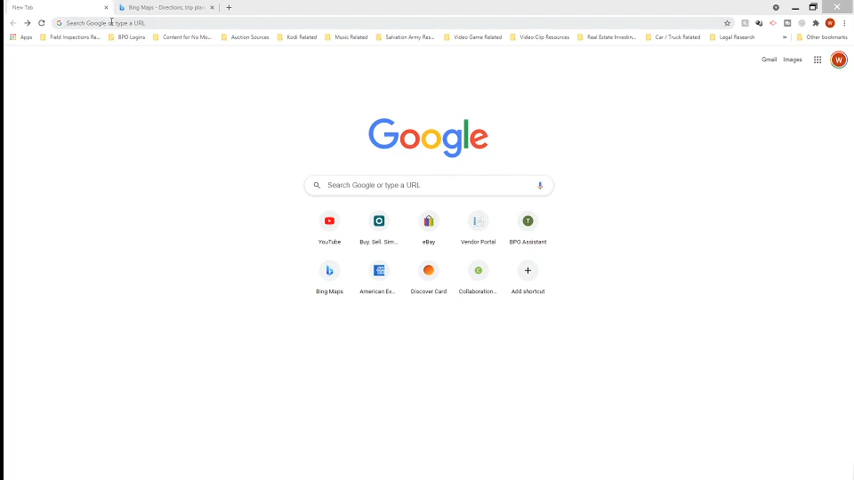 New Tab
Bing Maps - Directions, trip plan
Search Google or type a URL
Apps Field Inspections Re... BPO Logins Content for No Mo... Auction Sources Kodi Related Music Related Salvation Army Res... Video Game Related Video Clip Resources Real Estate Investin... Car / Truck Related Legal Research » Other bookmarks
Gmail Images W
Google
Search Google or type a URL
YouTube Buy. Sell. Sim... eBay Vendor Portal BPO Assistant
Bing Maps American Ex... Discover Card Collaboration... Add shortcut